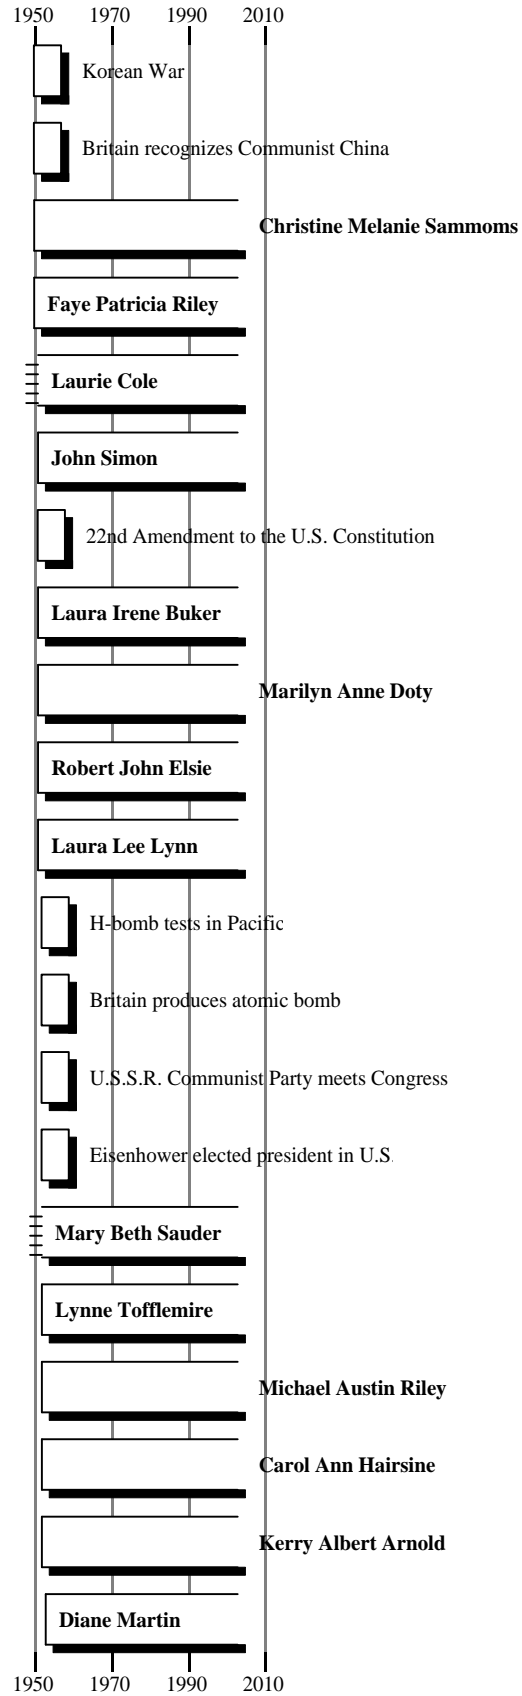 1950 1970 1990 2010
Korean War
Britain recognizes Communist China
Christine Melanie Sammoms
Faye Patricia Riley
Laurie Cole
John Simon
22nd Amendment to the U.S. Constitution
Laura Irene Buker
Marilyn Anne Doty
Robert John Elsie
Laura Lee Lynn
H-bomb tests in Pacific
Britain produces atomic bomb
U.S.S.R. Communist Party meets Congress
Eisenhower elected president in U.S.
Mary Beth Sauder
Lynne Tofflemire
Michael Austin Riley
Carol Ann Hairsine
Kerry Albert Arnold
Diane Martin
1950 1970 1990 2010